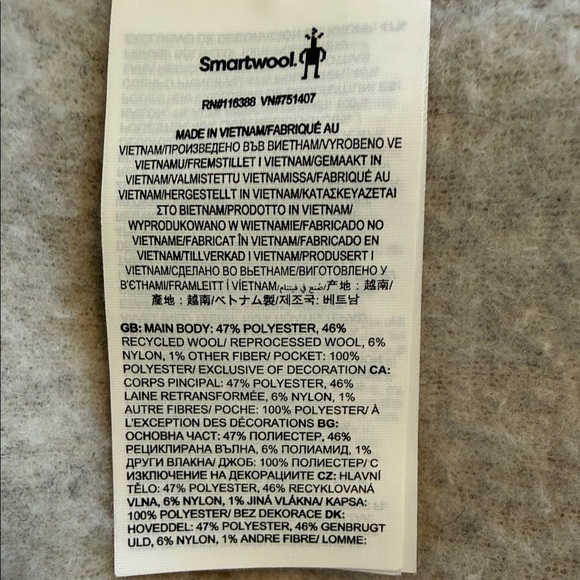 Smartwool.
RN#116388 VN#751407
MADE IN VIETNAM/FABRIQUÉ AU
VIETNAM/ПРОИЗВЕДЕНО ВЪВ ВИЕТНАМ/VYROBENO VE
VIETNAMU/FREMSTILLET I VIETNAM/GEMAAKT IN
VIETNAM/VALMISTETTU VIETNAMISSA/FABRIQUÉ AU
VIETNAM/HERGESTELLT IN VIETNAM/ΚΑΤΑΣΚΕΥΑΖΕΤΑΙ
ΣΤΟ ΒΙΕΤΝΑΜ/PRODOTTO IN VIETNAM/
WYPRODUKOWANO W WIETNAMIE/FABRICADO NO
VIETNAME/FABRICAT ÎN VIETNAM/FABRICADO EN
VIETNAM/TILLVERKAD I VIETNAM/PRODUSERT I
VIETNAM/СДЕЛАНО ВО ВЬЕТНАМЕ/ВИГОТОВЛЕНО У
В'ЄТНАМІ/FRAMLEITT Í VÍETNAM/صُنع في فيتنام/产地：越南/
產地：越南/ベトナム製/제조국: 베트남
GB: MAIN BODY: 47% POLYESTER, 46%
RECYCLED WOOL/ REPROCESSED WOOL, 6%
NYLON, 1% OTHER FIBER/ POCKET: 100%
POLYESTER/ EXCLUSIVE OF DECORATION CA:
CORPS PINCIPAL: 47% POLYESTER, 46%
LAINE RETRANSFORMÉE, 6% NYLON, 1%
AUTRE FIBRES/ POCHE: 100% POLYESTER/ À
L'EXCEPTION DES DÉCORATIONS BG:
ОСНОВНА ЧАСТ: 47% ПОЛИЕСТЕР, 46%
РЕЦИКЛИРАНА ВЪЛНА, 6% ПОЛИАМИД, 1%
ДРУГИ ВЛАКНА/ ДЖОБ: 100% ПОЛИЕСТЕР/ С
ИЗКЛЮЧЕНИЕ НА ДЕКОРАЦИИТЕ CZ: HLAVNÍ
TĚLO: 47% POLYESTER, 46% RECYKLOVANÁ
VLNA, 6% NYLON, 1% JINÁ VLÁKNA/ KAPSA:
100% POLYESTER/ BEZ DEKORACE DK:
HOVEDDEL: 47% POLYESTER, 46% GENBRUGT
ULD, 6% NYLON, 1% ANDRE FIBRE/ LOMME: